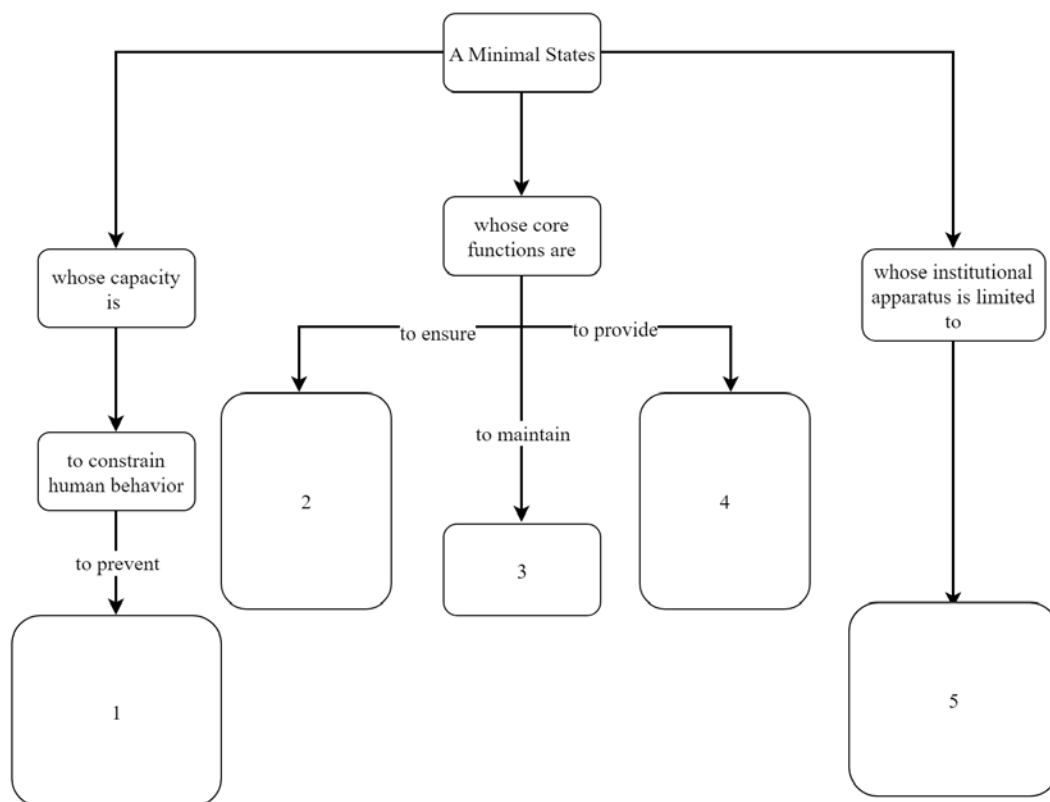 A Minimal States
whose core
functions are
whose capacity
is
whose institutional
apparatus is limited
to
to ensure
to provide
to maintain
to constrain
human behavior
2
4
to prevent
3
1
5